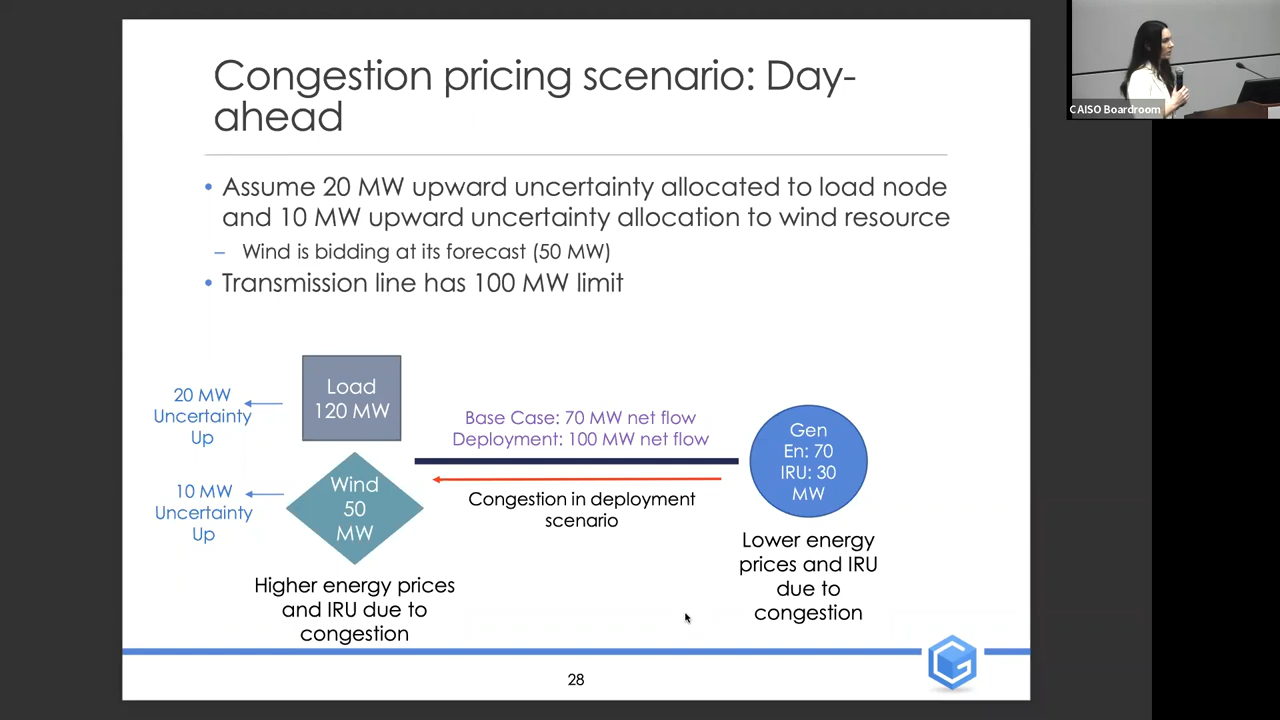 Congestion pricing scenario: Day-
ahead
CAISO Boardroom
• Assume 20 MW upward uncertainty allocated to load node
and 10 MW upward uncertainty allocation to wind resource
– Wind is bidding at its forecast (50 MW)
• Transmission line has 100 MW limit
20 MW
Uncertainty
Up
Load
120 MW
Base Case: 70 MW net flow
Deployment: 100 MW net flow
Gen
En: 70
IRU: 30
MW
10 MW
Uncertainty
Up
Wind
50
MW
Congestion in deployment
scenario
Higher energy prices
and IRU due to
congestion
Lower energy
prices and IRU
due to
congestion
28